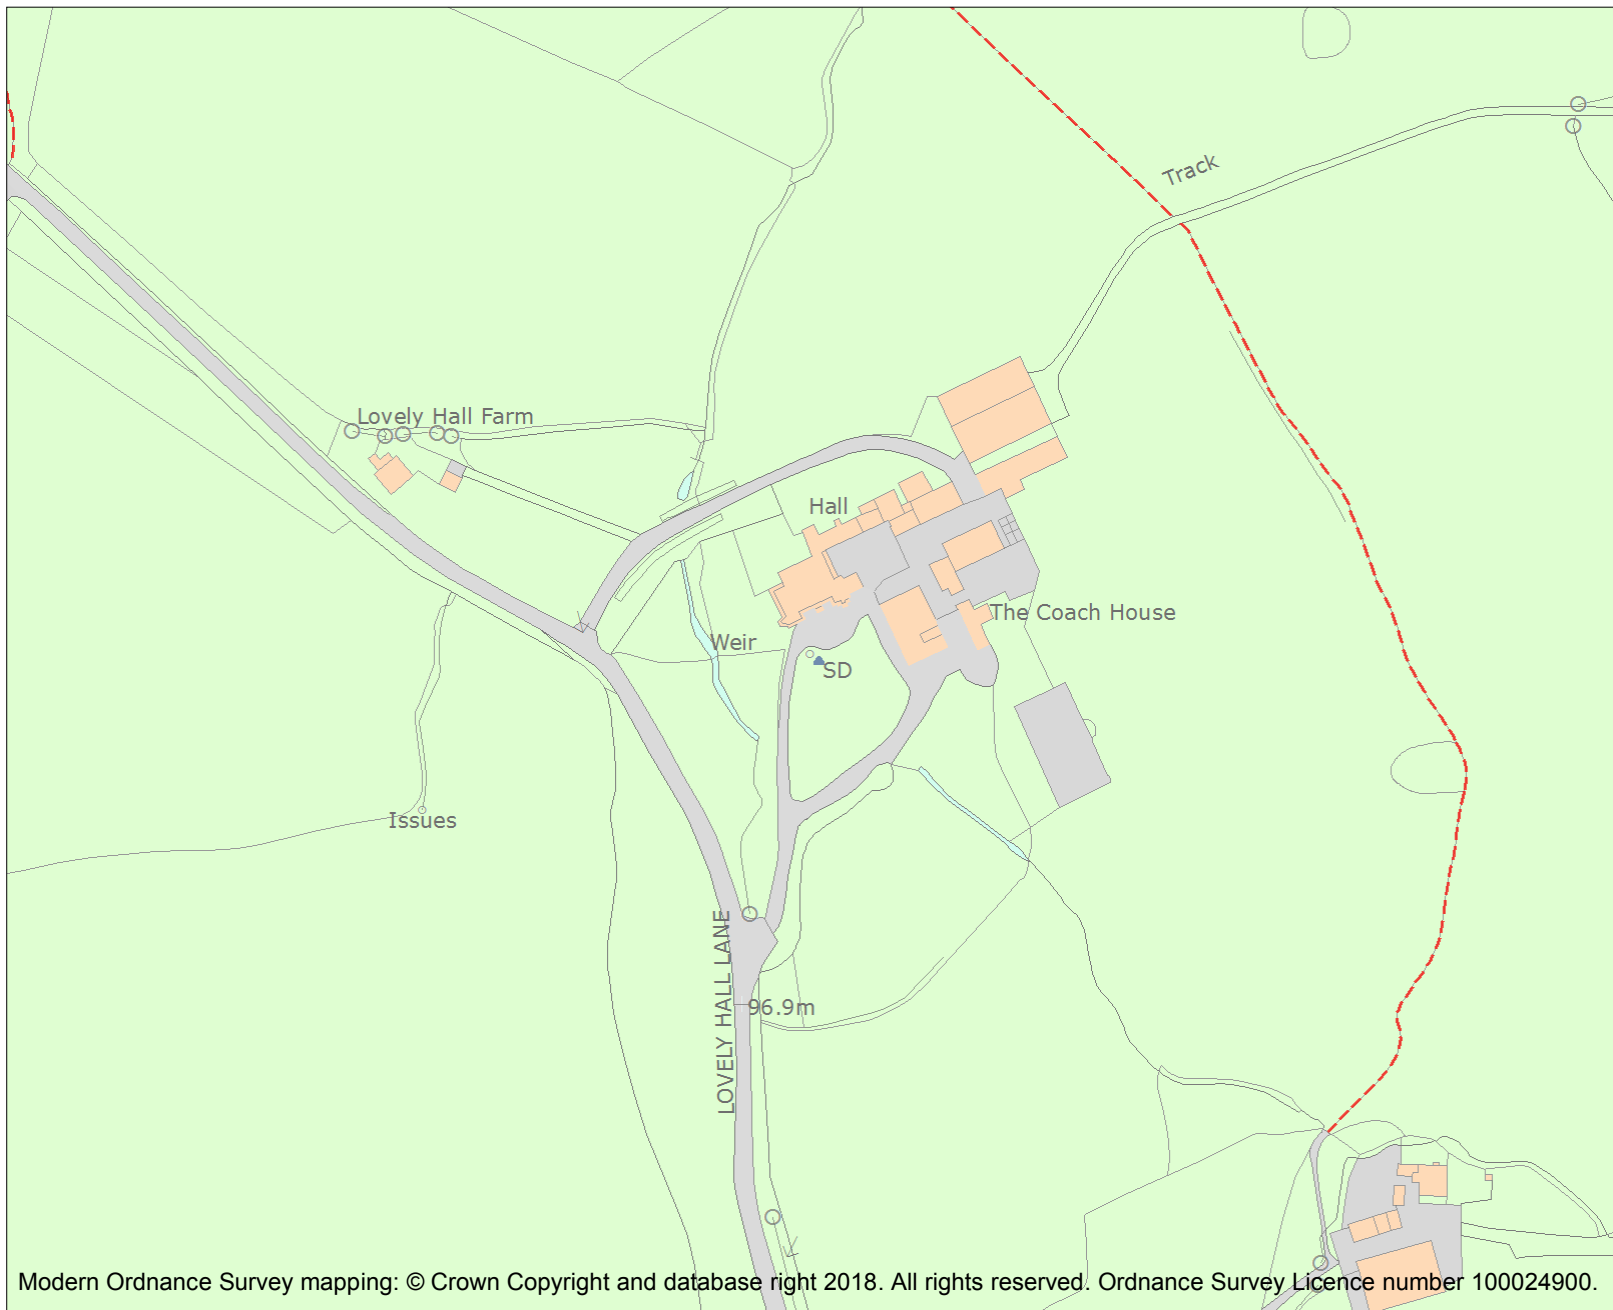 Track
Lovely Hall Farm
Hall
The Coach House
Weir
SD
Issues
LOVELY HALL LANE
96.9m
Modern Ordnance Survey mapping: © Crown Copyright and database right 2018. All rights reserved. Ordnance Survey Licence number 100024900.